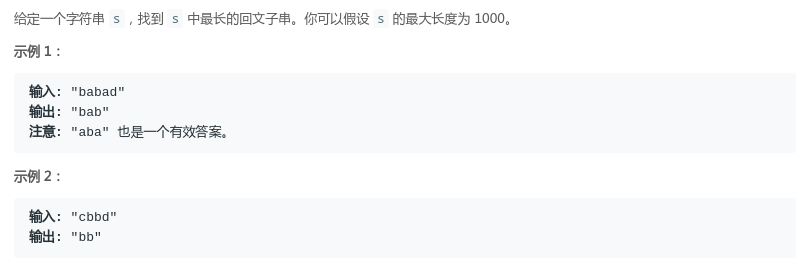 给定一个字符串 s，找到 s 中最长的回文子串。你可以假设 s 的最大长度为 1000。
示例 1：
输入: "babad"
输出: "bab"
注意: "aba" 也是一个有效答案。
示例 2：
输入: "cbbd"
输出: "bb"